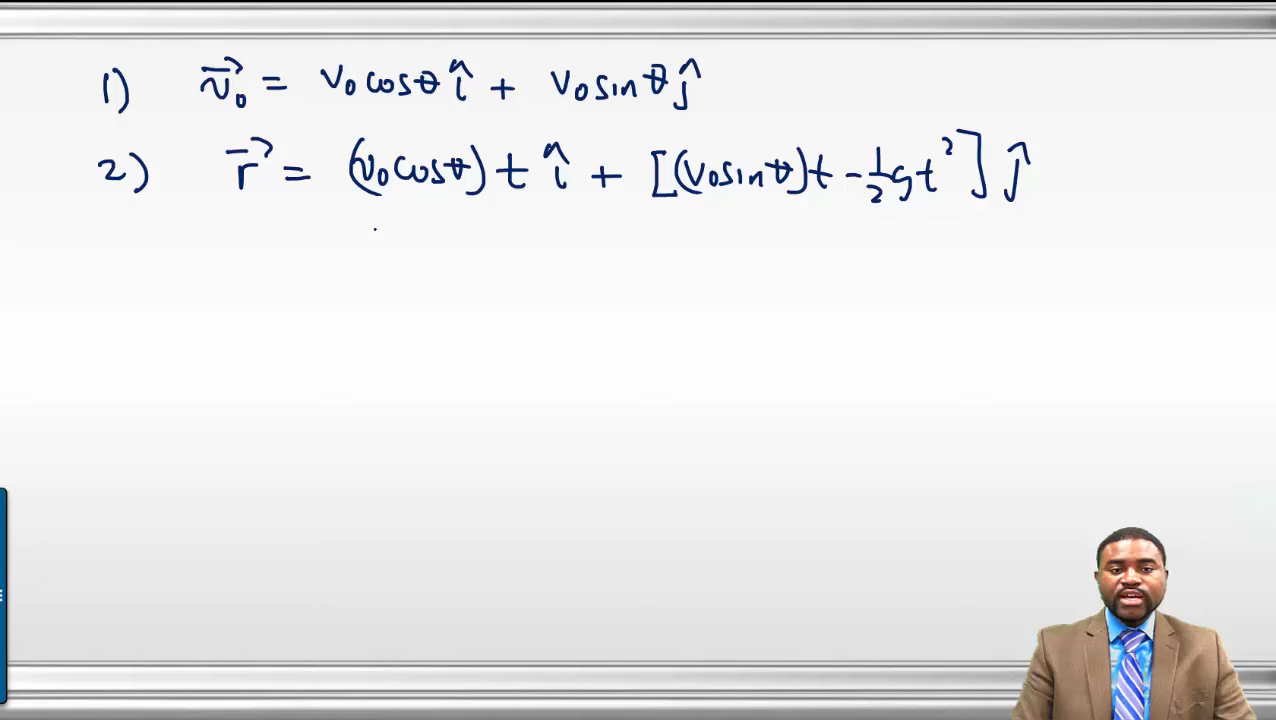 1) v⃗₀ = v₀cosθ î + v₀sinθ ĵ
2) r⃗ = (v₀cosθ) t î + [(v₀sinθ)t - ½gt²] ĵ